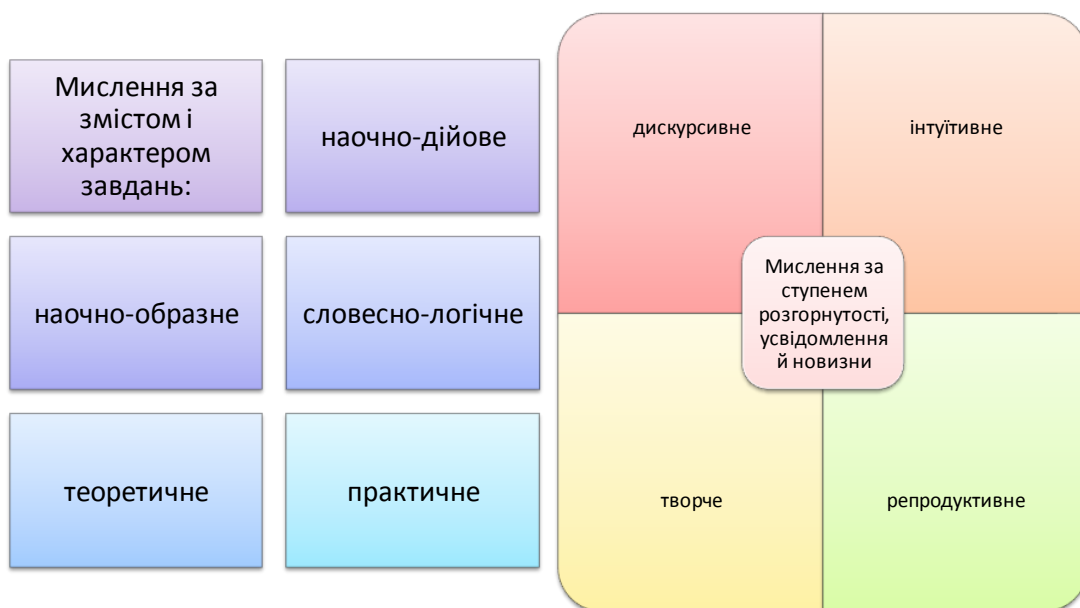 Мислення за
змістом і
характером
завдань:
наочно-дійове
наочно-образне
словесно-логічне
теоретичне
практичне
дискурсивне
інтуїтивне
Мислення за
ступенем
розгорнутості,
усвідомлення
й новизни
творче
репродуктивне